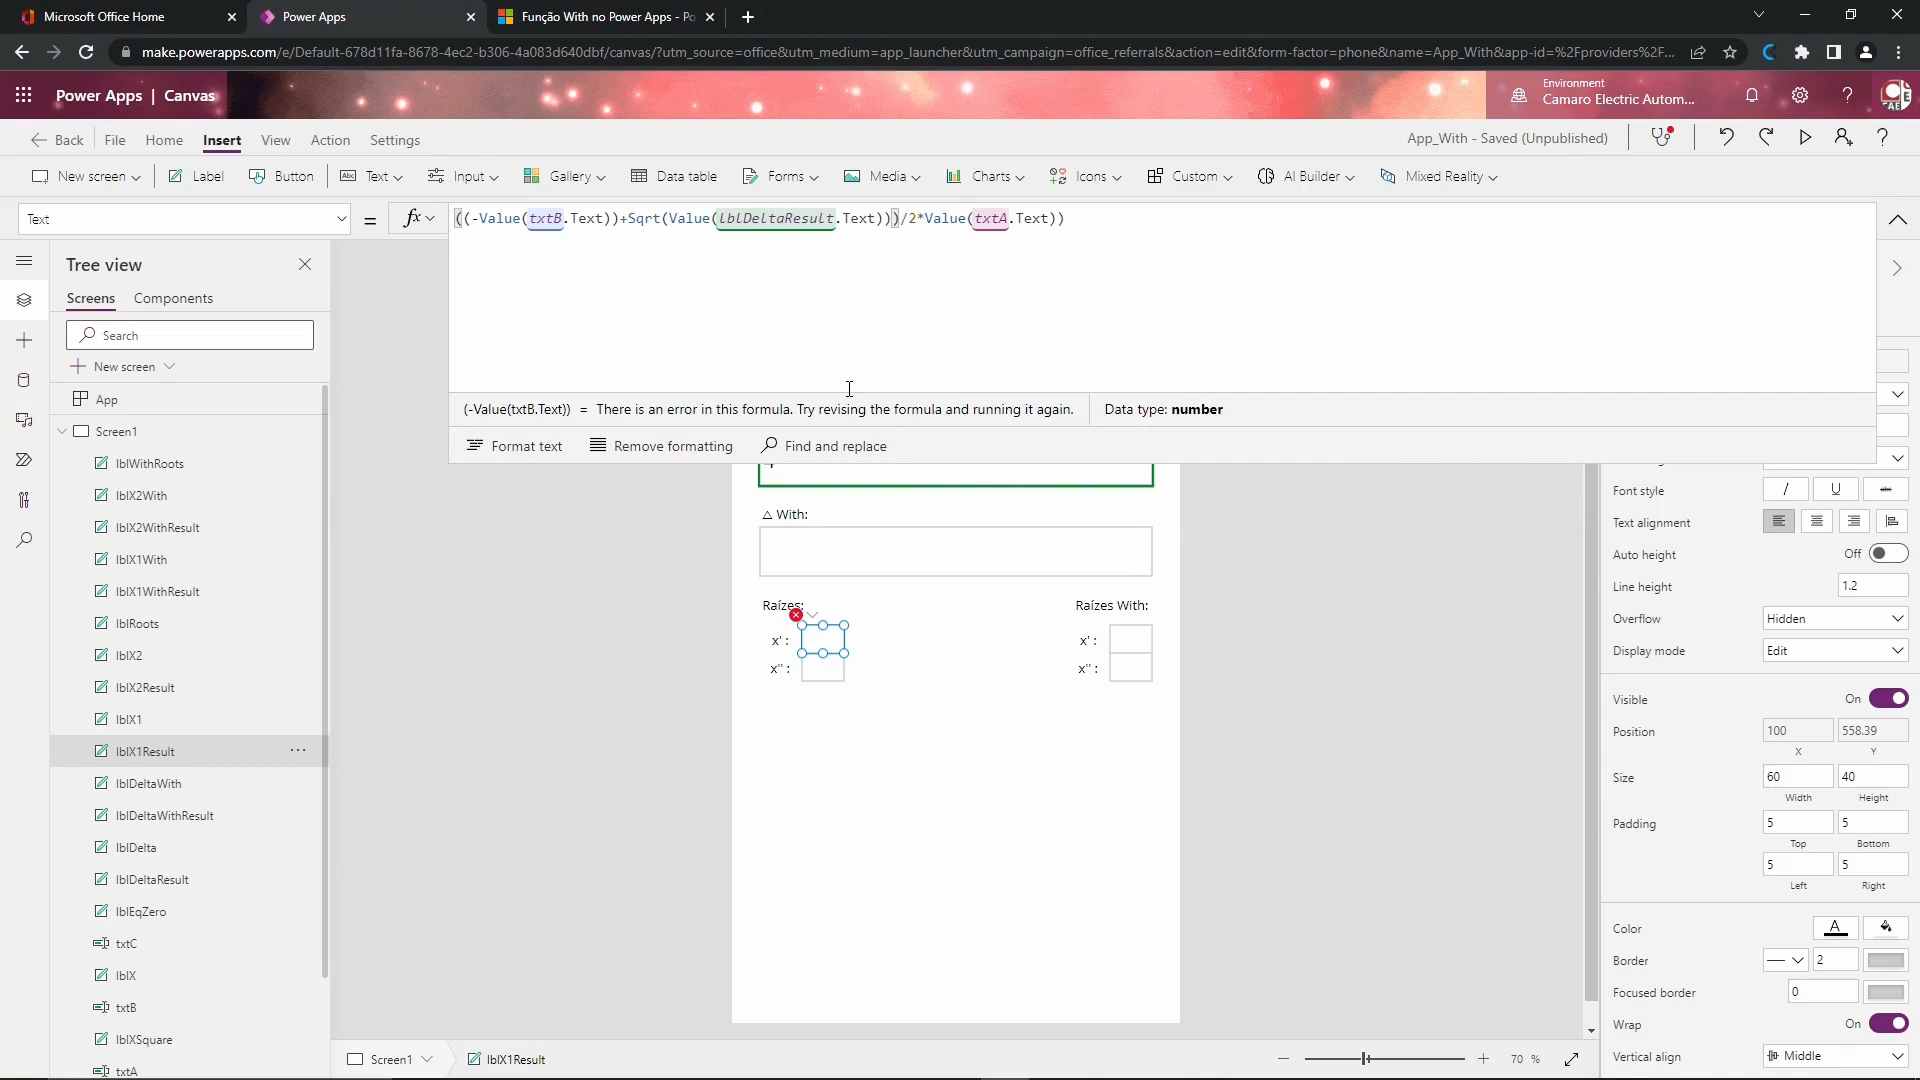 Microsoft Office Home
Power Apps
Função With no Power Apps - Po
make.powerapps.com/e/Default-678d11fa-8678-4ec2-b306-4a083d640dbf/canvas/?utm_source=office&utm_medium=app_launcher&utm_campaign=office_referrals&action=edit&form-factor=phone&name=App_With&app-id=%2Fproviders%2F...
Power Apps | Canvas
Environment
Camaro Electric Autom...
Back File Home Insert View Action Settings
App_With - Saved (Unpublished)
New screen Label Button Text Input Gallery Data table Forms Media Charts Icons Custom AI Builder Mixed Reality
Text = fx ((-Value(txtB.Text))+Sqrt(Value(lblDeltaResult.Text)))/2*Value(txtA.Text))
Tree view
Screens Components
Search
New screen
App
Screen1
lblWithRoots
lblX2With
lblX2WithResult
lblX1With
lblX1WithResult
lblRoots
lblX2
lblX2Result
lblX1
lblX1Result ...
lblDeltaWith
lblDeltaWithResult
lblDelta
lblDeltaResult
lblEqZero
txtC
lblX
txtB
lblXSquare
txtA
(-Value(txtB.Text)) = There is an error in this formula. Try revising the formula and running it again. Data type: number
Format text Remove formatting Find and replace
△ With:
Raízes:
x':
x'':
Raízes With:
x':
x'':
Font style / U abc
Text alignment
Auto height Off
Line height 1.2
Overflow Hidden
Display mode Edit
Visible On
Position 100 558.39
X Y
Size 60 40
Width Height
Padding 5 5
Top Bottom
5 5
Left Right
Color A
Border 2
Focused border 0
Wrap On
Vertical align Middle
Screen1 lblX1Result
70 %